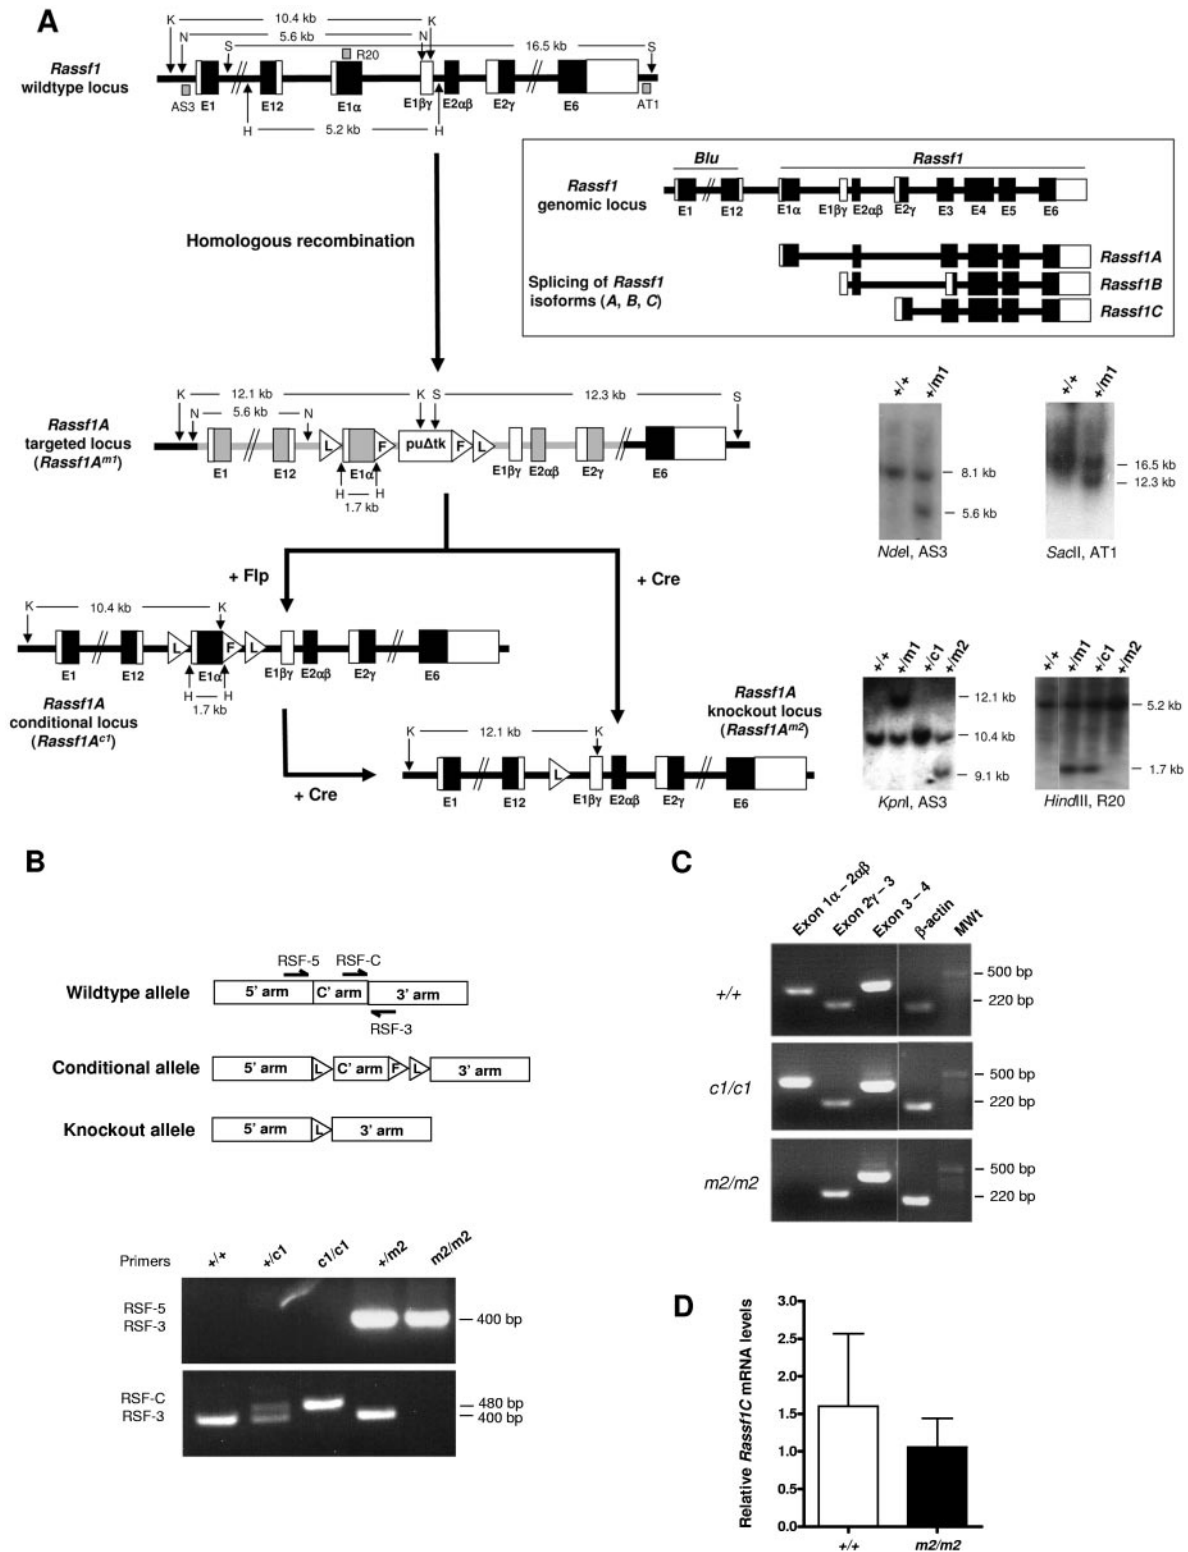 A
K 10.4 kb K
N 5.6 kb N
S 16.5 kb S
R20
Rassf1
wildtype locus
AS3 E1 E12 E1α E1βγ E2αβ E2γ E6 AT1
H 5.2 kb H
Homologous recombination
Blu Rassf1
Rassf1
genomic locus
E1 E12 E1α E1βγ E2αβ E2γ E3 E4 E5 E6
Splicing of Rassf1
isoforms (A, B, C)
Rassf1A
Rassf1B
Rassf1C
K 12.1 kb K S 12.3 kb S
N 5.6 kb N
Rassf1A
targeted locus
(Rassf1Am1)
L F puΔtk F L
E1 E12 E1α E1βγ E2αβ E2γ E6
H H
1.7 kb
+/+ +/m1
8.1 kb
5.6 kb
NdeI, AS3
+/+ +/m1
16.5 kb
12.3 kb
SacII, AT1
+ Flp
+ Cre
K 10.4 kb K
L F L
E1 E12 E1α E1βγ E2αβ E2γ E6
H H
1.7 kb
Rassf1A
conditional locus
(Rassf1Ac1)
+ Cre
Rassf1A
knockout locus
(Rassf1Am2)
K 12.1 kb K
L
E1 E12 E1βγ E2αβ E2γ E6
+/+ +/m1 +/c1 +/m2
12.1 kb
10.4 kb
9.1 kb
KpnI, AS3
+/+ +/m1 +/c1 +/m2
5.2 kb
1.7 kb
HindIII, R20
B
RSF-5 RSF-C
Wildtype allele 5' arm C' arm 3' arm
RSF-3
Conditional allele 5' arm L C' arm F L 3' arm
Knockout allele 5' arm L 3' arm
Primers +/+ +/c1 c1/c1 +/m2 m2/m2
RSF-5
RSF-3
400 bp
RSF-C
RSF-3
480 bp
400 bp
C
Exon 1α – 2αβ
Exon 2γ – 3
Exon 3 – 4
β-actin
MWt
+/+
500 bp
220 bp
c1/c1
500 bp
220 bp
m2/m2
500 bp
220 bp
D
Relative Rassf1C mRNA levels
3.0
2.5
2.0
1.5
1.0
0.5
0.0
+/+ m2/m2